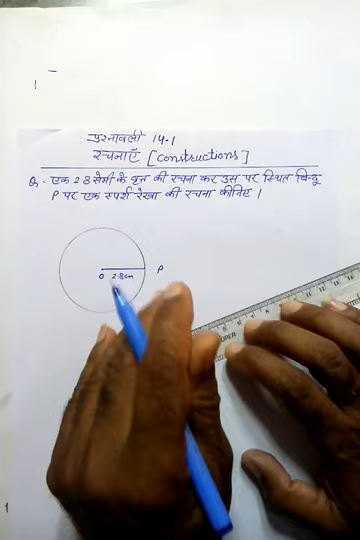 प्रश्नावली 14.1
रचनाएँ [Constructions]
Q. एक 2.8 सेमी के वृत्त की रचना कर उस पर स्थित बिन्दु
P पर एक स्पर्श रेखा की रचना कीजिए।
O 2.8cm P